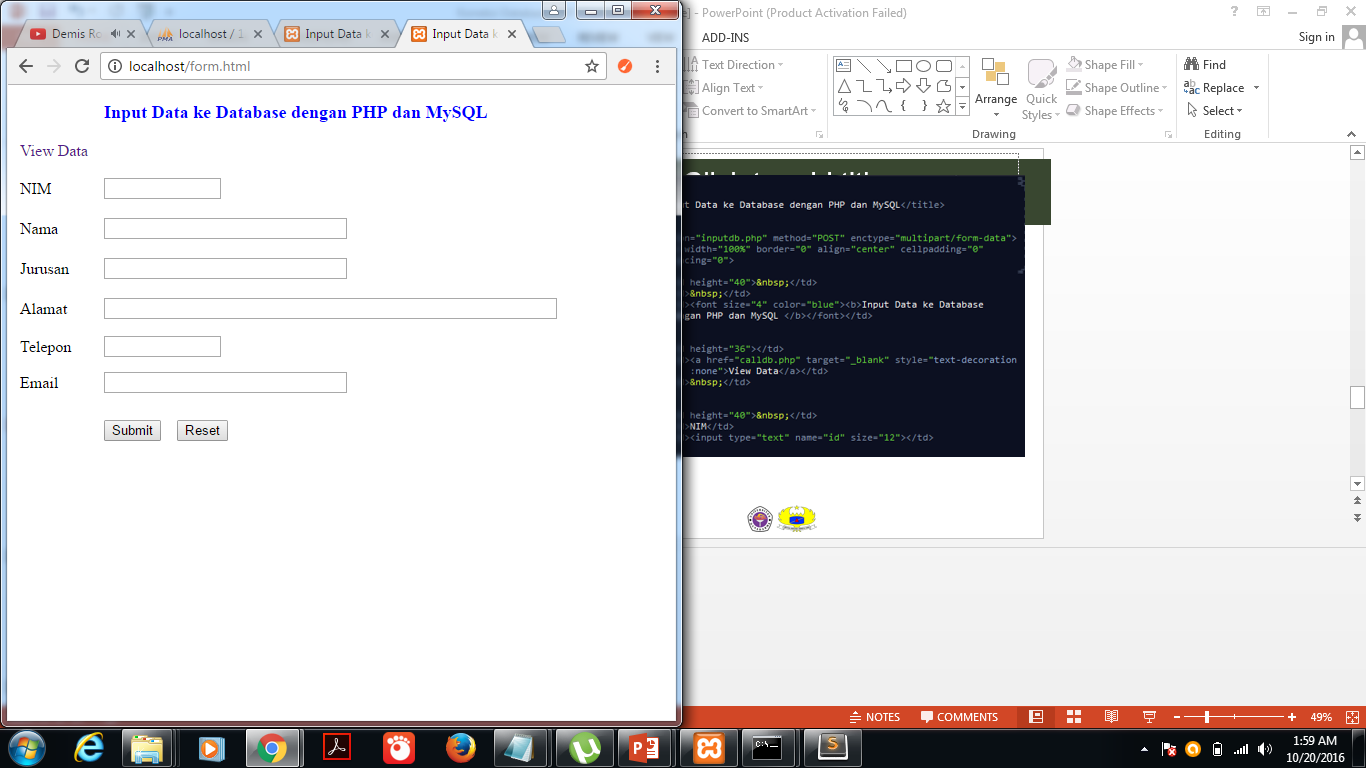 ] - PowerPoint (Product Activation Failed)
Demis Ro
localhost / 1
Input Data k
Input Data k
localhost/form.html
ADD-INS
Sign in
Text Direction
Align Text
Convert to SmartArt
Arrange
Quick
Styles
Shape Fill
Shape Outline
Shape Effects
Drawing
Find
Replace
Select
Editing
Input Data ke Database dengan PHP dan MySQL
View Data
NIM
Nama
Jurusan
Alamat
Telepon
Email
Submit
Reset
ut Data ke Database dengan PHP dan MySQL</title>
n="inputdb.php" method="POST" enctype="multipart/form-data">
width="100%" border="0" align="center" cellpadding="0"
cing="0">
height="40">&nbsp;</td>
>&nbsp;</td>
><font size="4" color="blue"><b>Input Data ke Database
gan PHP dan MySQL </b></font></td>
height="36"></td>
><a href="calldb.php" target="_blank" style="text-decoration
:none">View Data</a></td>
>&nbsp;</td>
height="40">&nbsp;</td>
>NIM</td>
><input type="text" name="id" size="12"></td>
NOTES
COMMENTS
49%
1:59 AM
10/20/2016